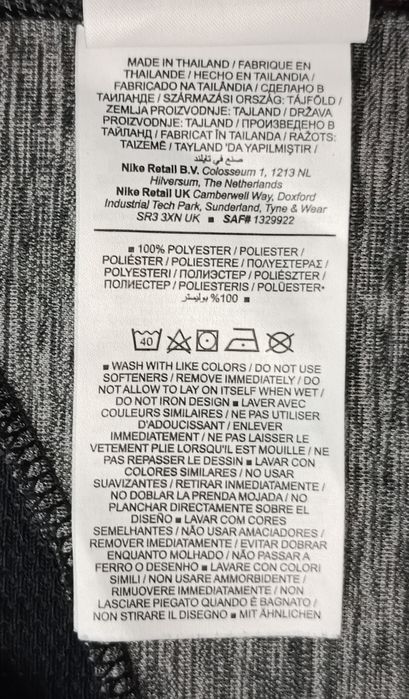 MADE IN THAILAND / FABRIQUE EN
THAILANDE / HECHO EN TAILANDIA /
FABRICADO NA TAILÂNDIA / СДЕЛАНО В
ТАИЛАНДЕ / SZÁRMAZÁSI ORSZÁG: TÁJFÖLD /
ZEMLJA PROIZVODNJE: TAJLAND / DRŽAVA
PROIZVODNJE: TAJLAND / ПРОИЗВЕДЕНО В
ТАЙЛАНД / FABRICAT ÎN TAILANDA / RAŽOTS:
TAIZEMĒ / TAYLAND 'DA YAPILMIŞTIR /
صنع في تايلند
Nike Retail B.V. Colosseum 1, 1213 NL
Hilversum, The Netherlands
Nike Retail UK Camberwell Way, Doxford
Industrial Tech Park, Sunderland, Tyne & Wear
SR3 3XN UK ■ SAF# 1329922
■ 100% POLYESTER / POLIESTER /
POLIÉSTER / POLIESTERE / ΠΟΛΥΕΣΤΕΡΑΣ /
POLYESTERI / ПОЛИЭСТЕР / POLIÉSZTER /
ПОЛИЕСТЕР / POLIESTERIS / POLÜESTER*
100% بوليستر ■
40
■ WASH WITH LIKE COLORS / DO NOT USE
SOFTENERS / REMOVE IMMEDIATELY / DO
NOT ALLOW TO LAY ON ITSELF WHEN WET /
DO NOT IRON DESIGN ■ LAVER AVEC
COULEURS SIMILAIRES / NE PAS UTILISER
D'ADOUCISSANT / ENLEVER
IMMEDIATEMENT / NE PAS LAISSER LE
VETEMENT PLIE LORSQU'IL EST MOUILLE / NE
PAS REPASSER LE DESSIN ■ LAVAR CON
COLORES SIMILARES / NO USAR
SUAVIZANTES / RETIRAR INMEDIATAMENTE /
NO DOBLAR LA PRENDA MOJADA / NO
PLANCHAR DIRECTAMENTE SOBRE EL
DISEÑO ■ LAVAR COM CORES
SEMELHANTES / NÃO USAR AMACIADORES /
REMOVER IMEDIATAMENTE / EVITAR DOBRAR
ENQUANTO MOLHADO / NÃO PASSAR A
FERRO O DESENHO ■ LAVARE CON COLORI
SIMILI / NON USARE AMMORBIDENTE /
RIMUOVERE IMMEDIATAMENTE / NON
LASCIARE PIEGATO QUANDO È BAGNATO /
NON STIRARE IL DISEGNO ■ MIT ÄHNLICHEN